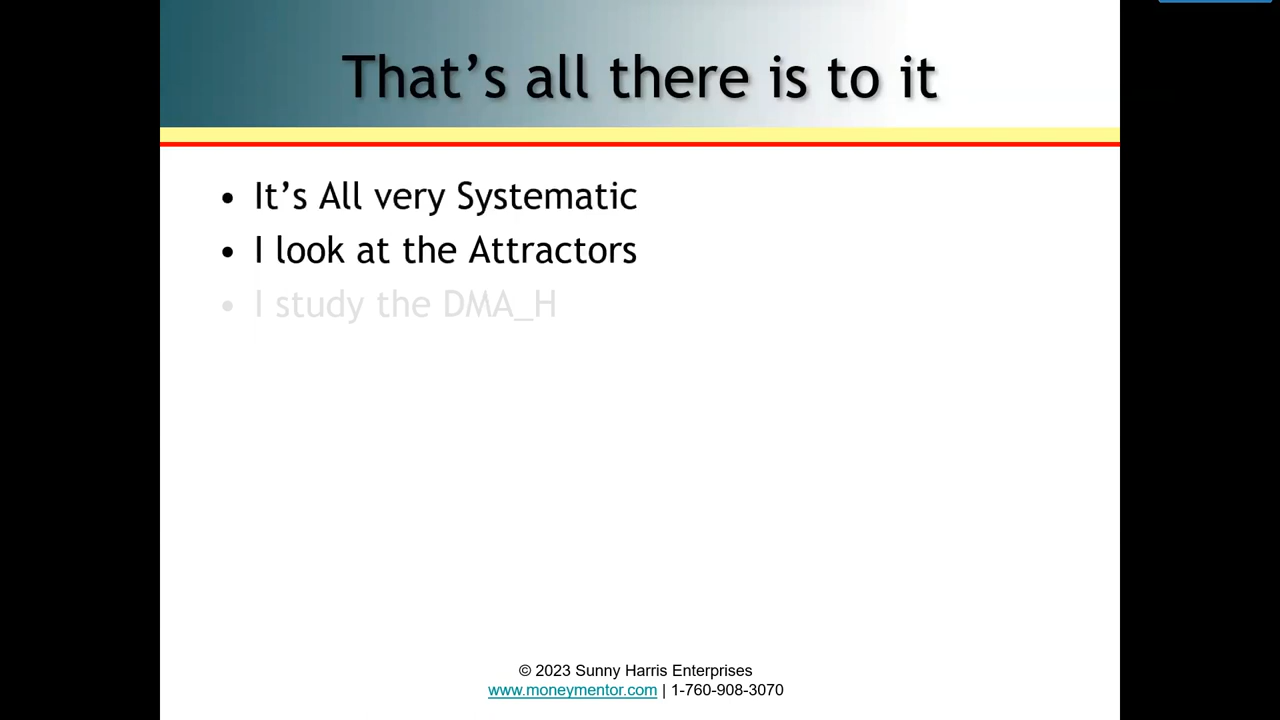 That’s all there is to it
• It’s All very Systematic
• I look at the Attractors
• I study the DMA_H
© 2023 Sunny Harris Enterprises
www.moneymentor.com | 1-760-908-3070